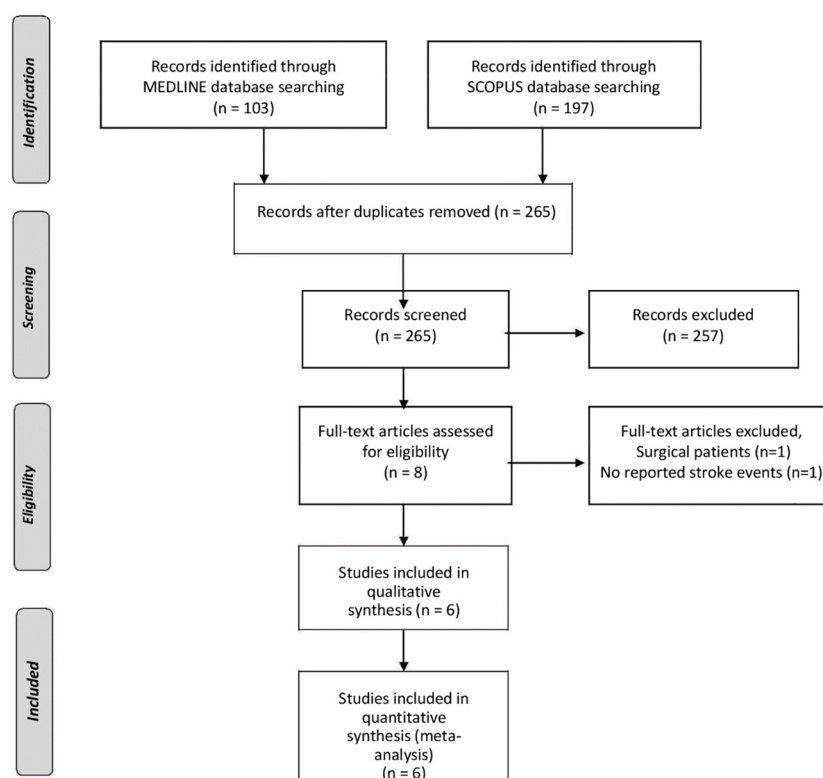 Identification
Records identified through
MEDLINE database searching
(n = 103)
Records identified through
SCOPUS database searching
(n = 197)
Records after duplicates removed (n = 265)
Screening
Records screened
(n = 265)
Records excluded
(n = 257)
Eligibility
Full-text articles assessed
for eligibility
(n = 8)
Full-text articles excluded,
Surgical patients (n=1)
No reported stroke events (n=1)
Studies included in
qualitative
synthesis (n = 6)
Included
Studies included in
quantitative
synthesis (meta-
analysis)
(n = 6)